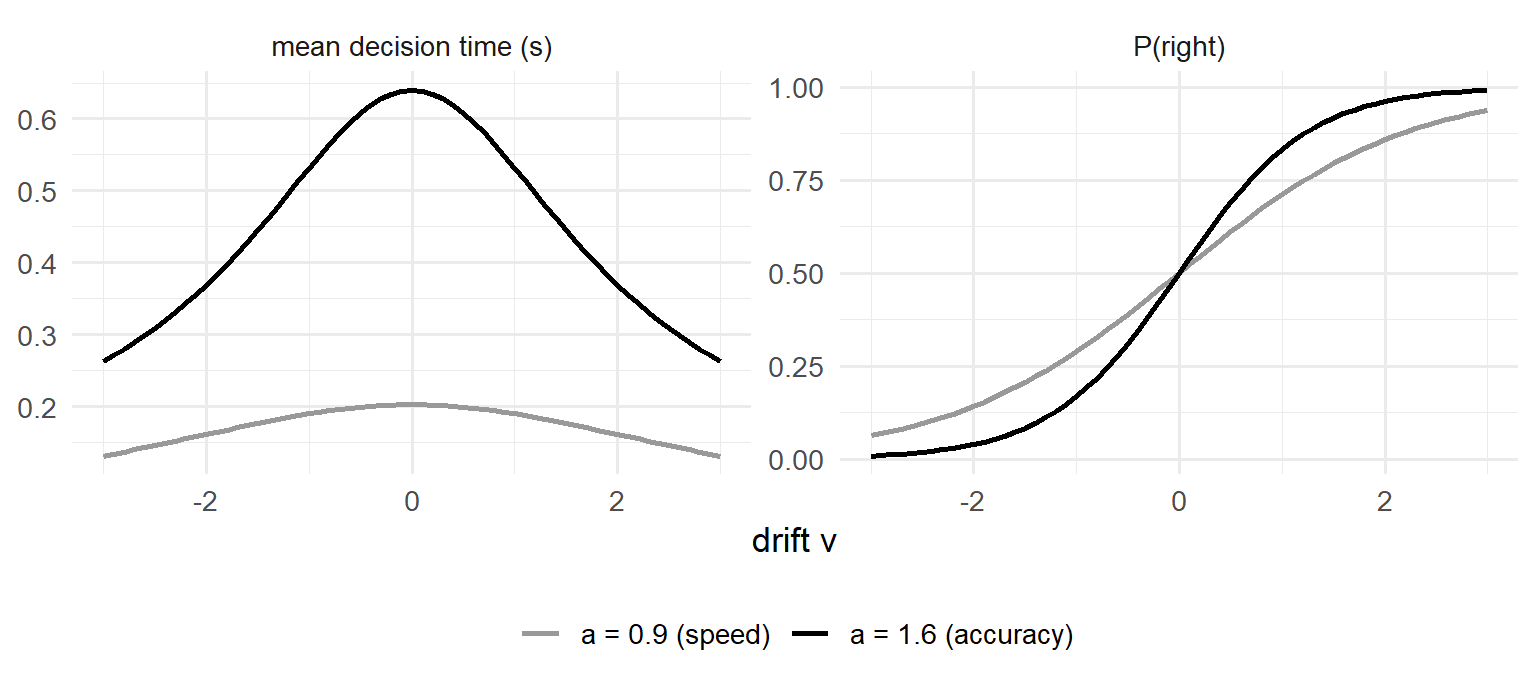 mean decision time (s)
0.6
0.5
0.4
0.3
0.2
-2 0 2
P(right)
1.00
0.75
0.50
0.25
0.00
-2 0 2
drift v
a = 0.9 (speed) a = 1.6 (accuracy)